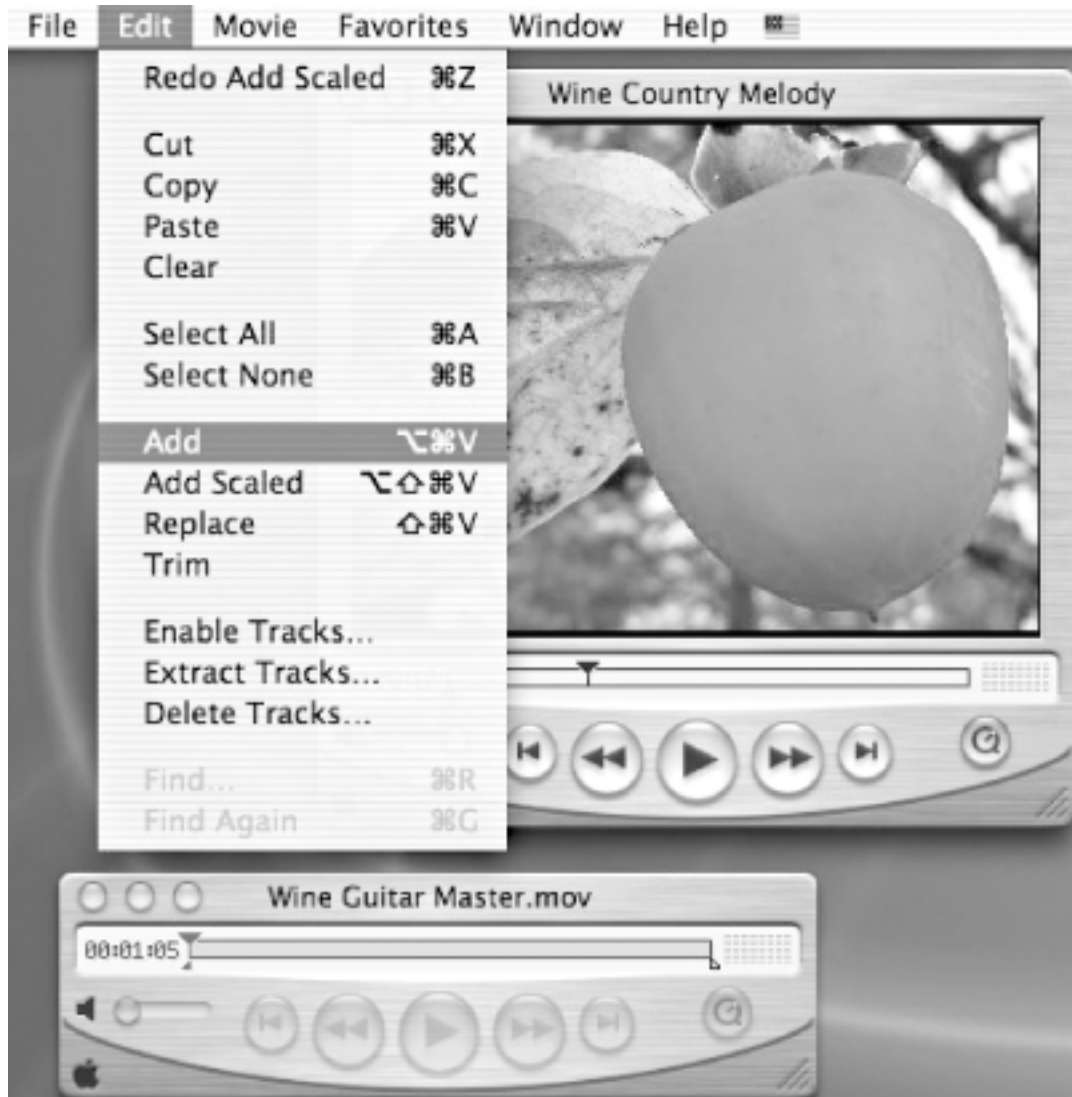 File Edit Movie Favorites Window Help
Redo Add Scaled ⌘Z
Cut ⌘X
Copy ⌘C
Paste ⌘V
Clear
Select All ⌘A
Select None ⌘B
Add ⌥⌘V
Add Scaled ⌥⇧⌘V
Replace ⇧⌘V
Trim
Enable Tracks...
Extract Tracks...
Delete Tracks...
Find... ⌘R
Find Again ⌘G
Wine Country Melody
Wine Guitar Master.mov
00:01:05